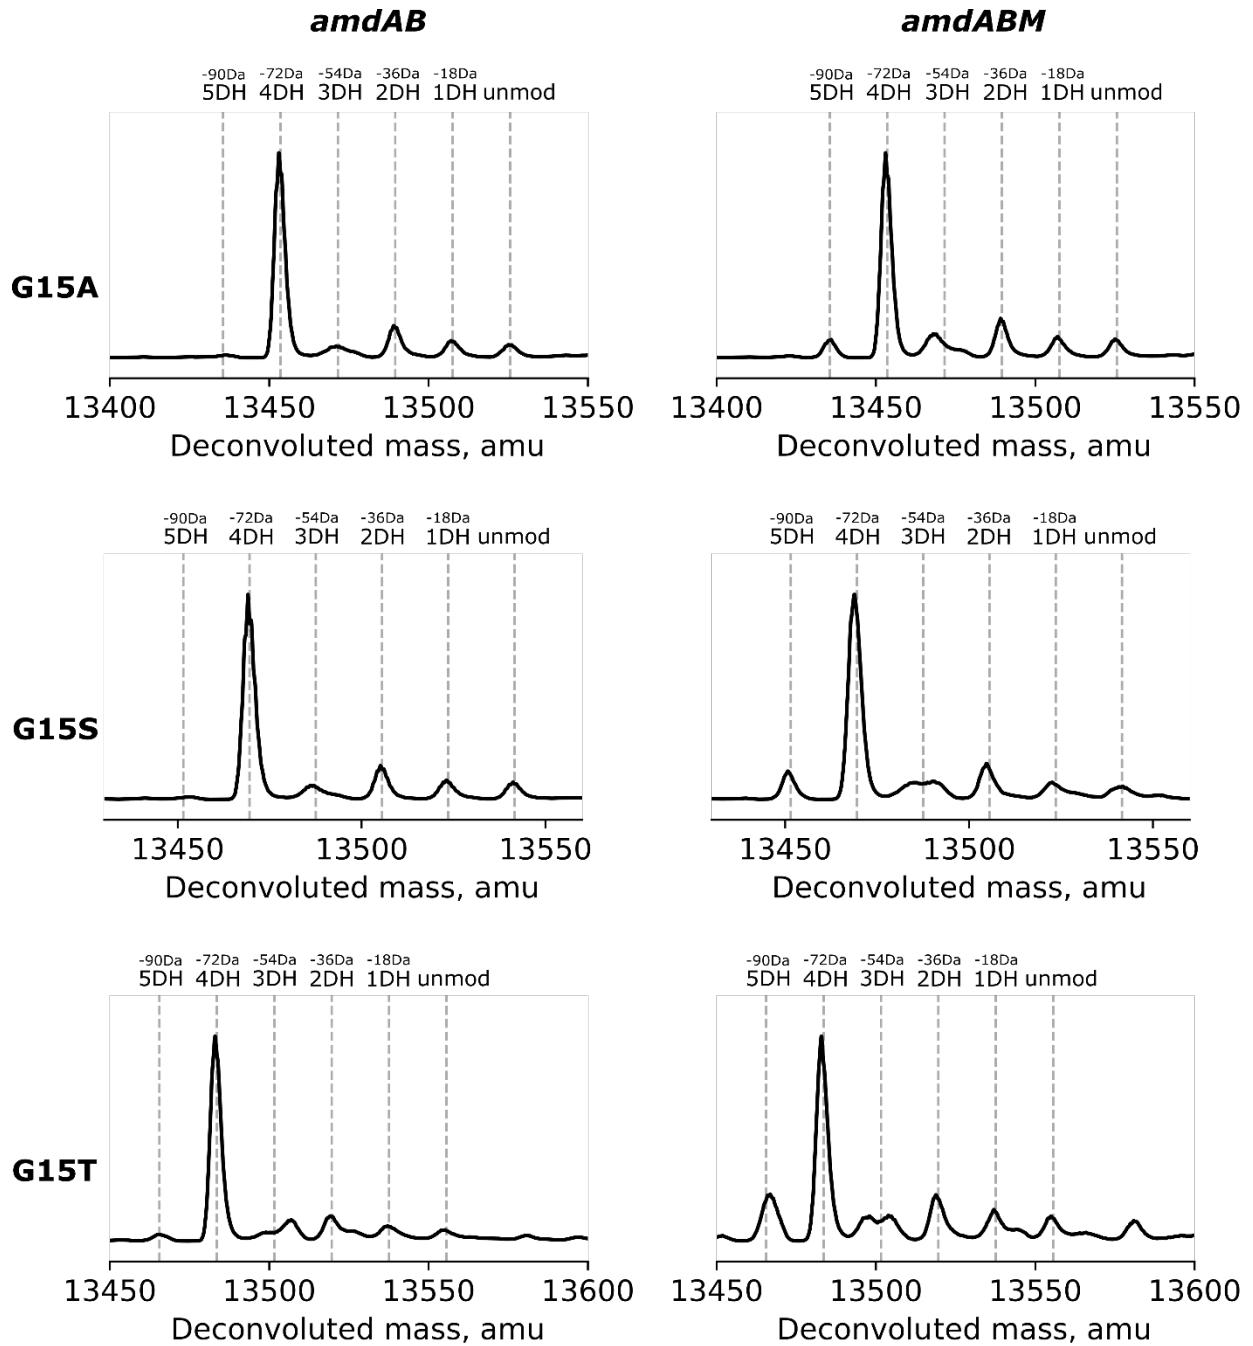 amdAB amdABM
-90Da -72Da -54Da -36Da -18Da
5DH 4DH 3DH 2DH 1DH unmod
-90Da -72Da -54Da -36Da -18Da
5DH 4DH 3DH 2DH 1DH unmod
G15A
13400 13450 13500 13550
Deconvoluted mass, amu
13400 13450 13500 13550
Deconvoluted mass, amu
-90Da -72Da -54Da -36Da -18Da
5DH 4DH 3DH 2DH 1DH unmod
-90Da -72Da -54Da -36Da -18Da
5DH 4DH 3DH 2DH 1DH unmod
G15S
13450 13500 13550
Deconvoluted mass, amu
13450 13500 13550
Deconvoluted mass, amu
-90Da -72Da -54Da -36Da -18Da
5DH 4DH 3DH 2DH 1DH unmod
-90Da -72Da -54Da -36Da -18Da
5DH 4DH 3DH 2DH 1DH unmod
G15T
13450 13500 13550 13600
Deconvoluted mass, amu
13450 13500 13550 13600
Deconvoluted mass, amu